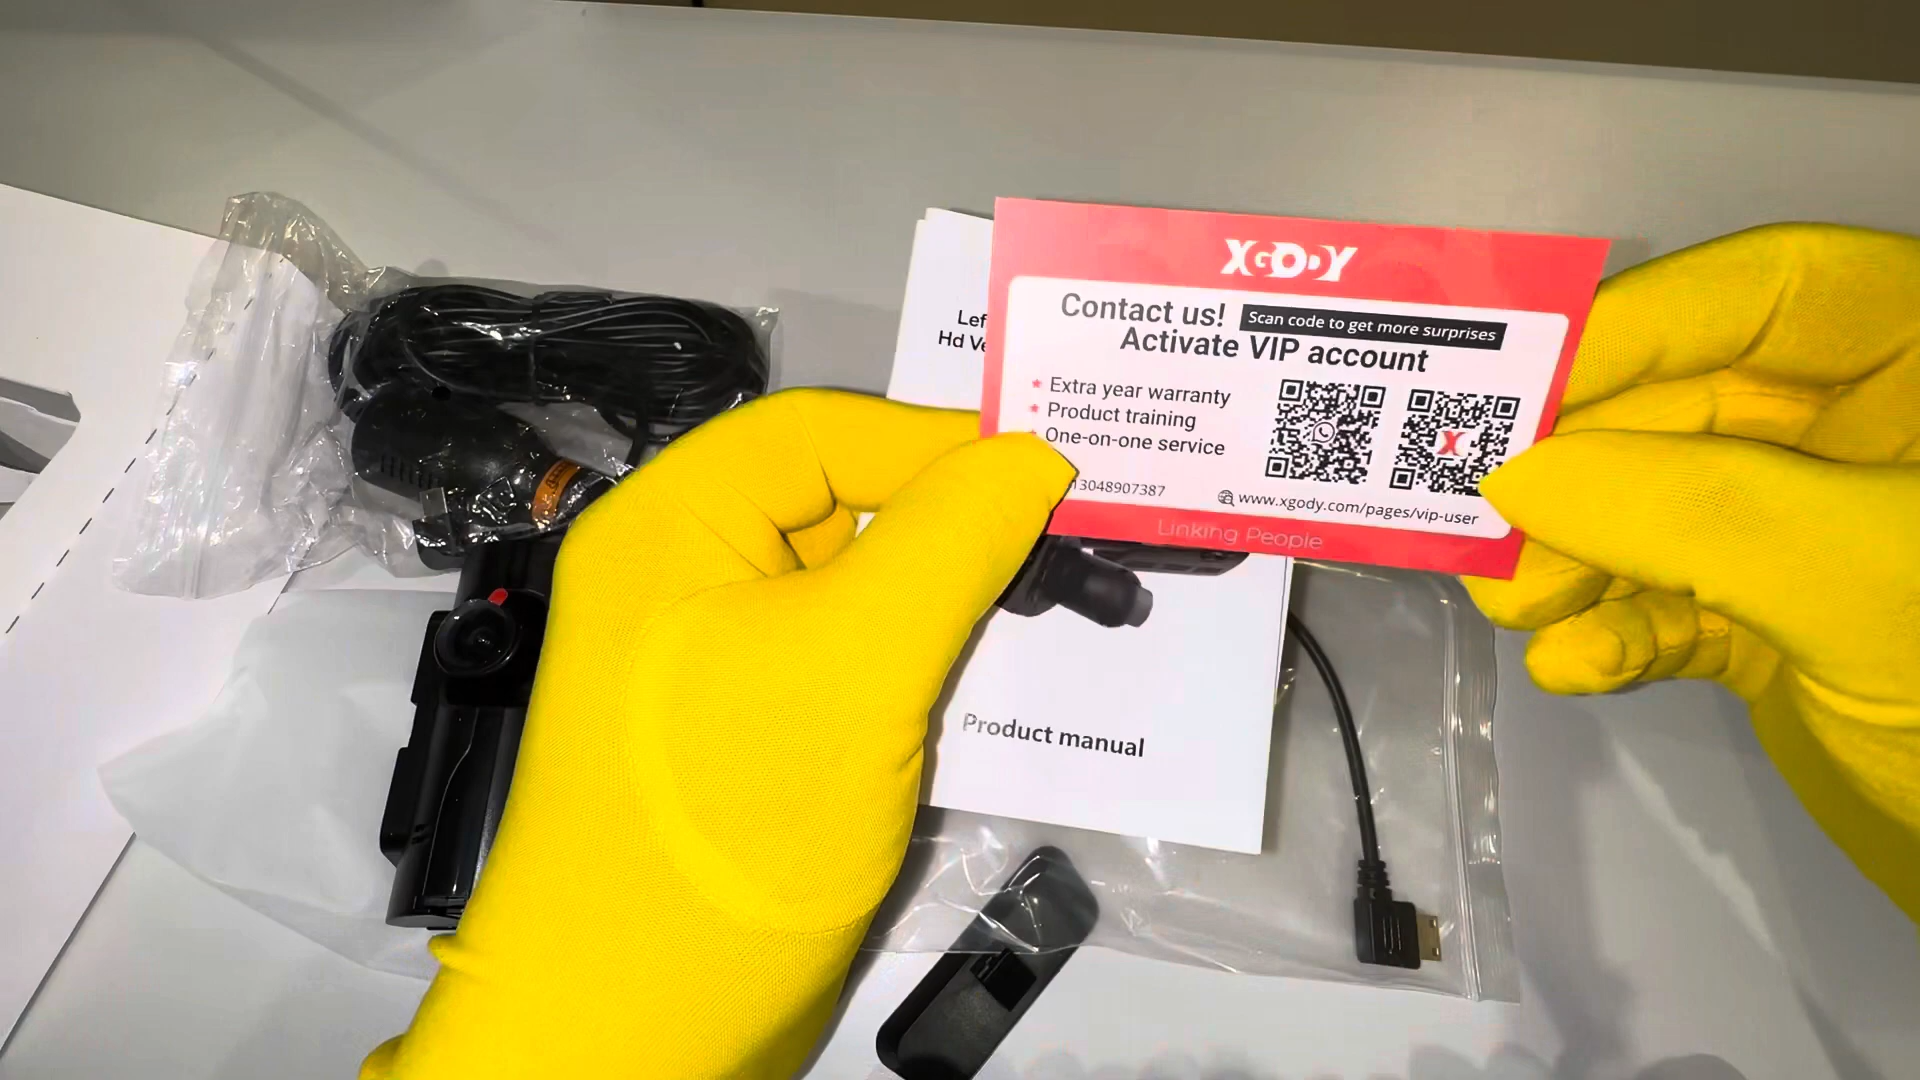 XGODY
Contact us!
Scan code to get more surprises
Activate VIP account
Extra year warranty
Product training
One-on-one service
13048907387
www.xgody.com/pages/vip-user
Linking People
Lef
Hd Ve
Product manual